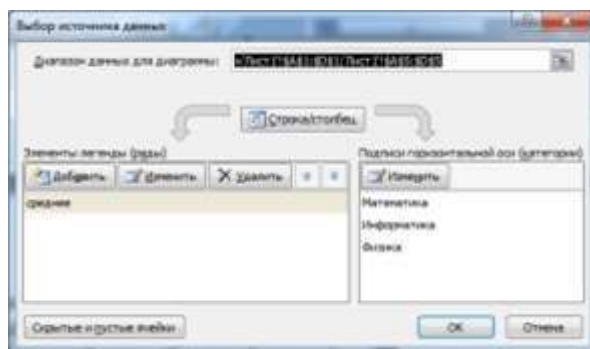 Выбор источника данных
Диапазон данных для диаграммы:
Строка/столбец
Элементы легенды (ряды)
Подписи горизонтальной оси (категории)
Добавить Изменить Удалить
Изменить
среднее
Математика
Информатика
Физика
Скрытые и пустые ячейки
ОК Отмена